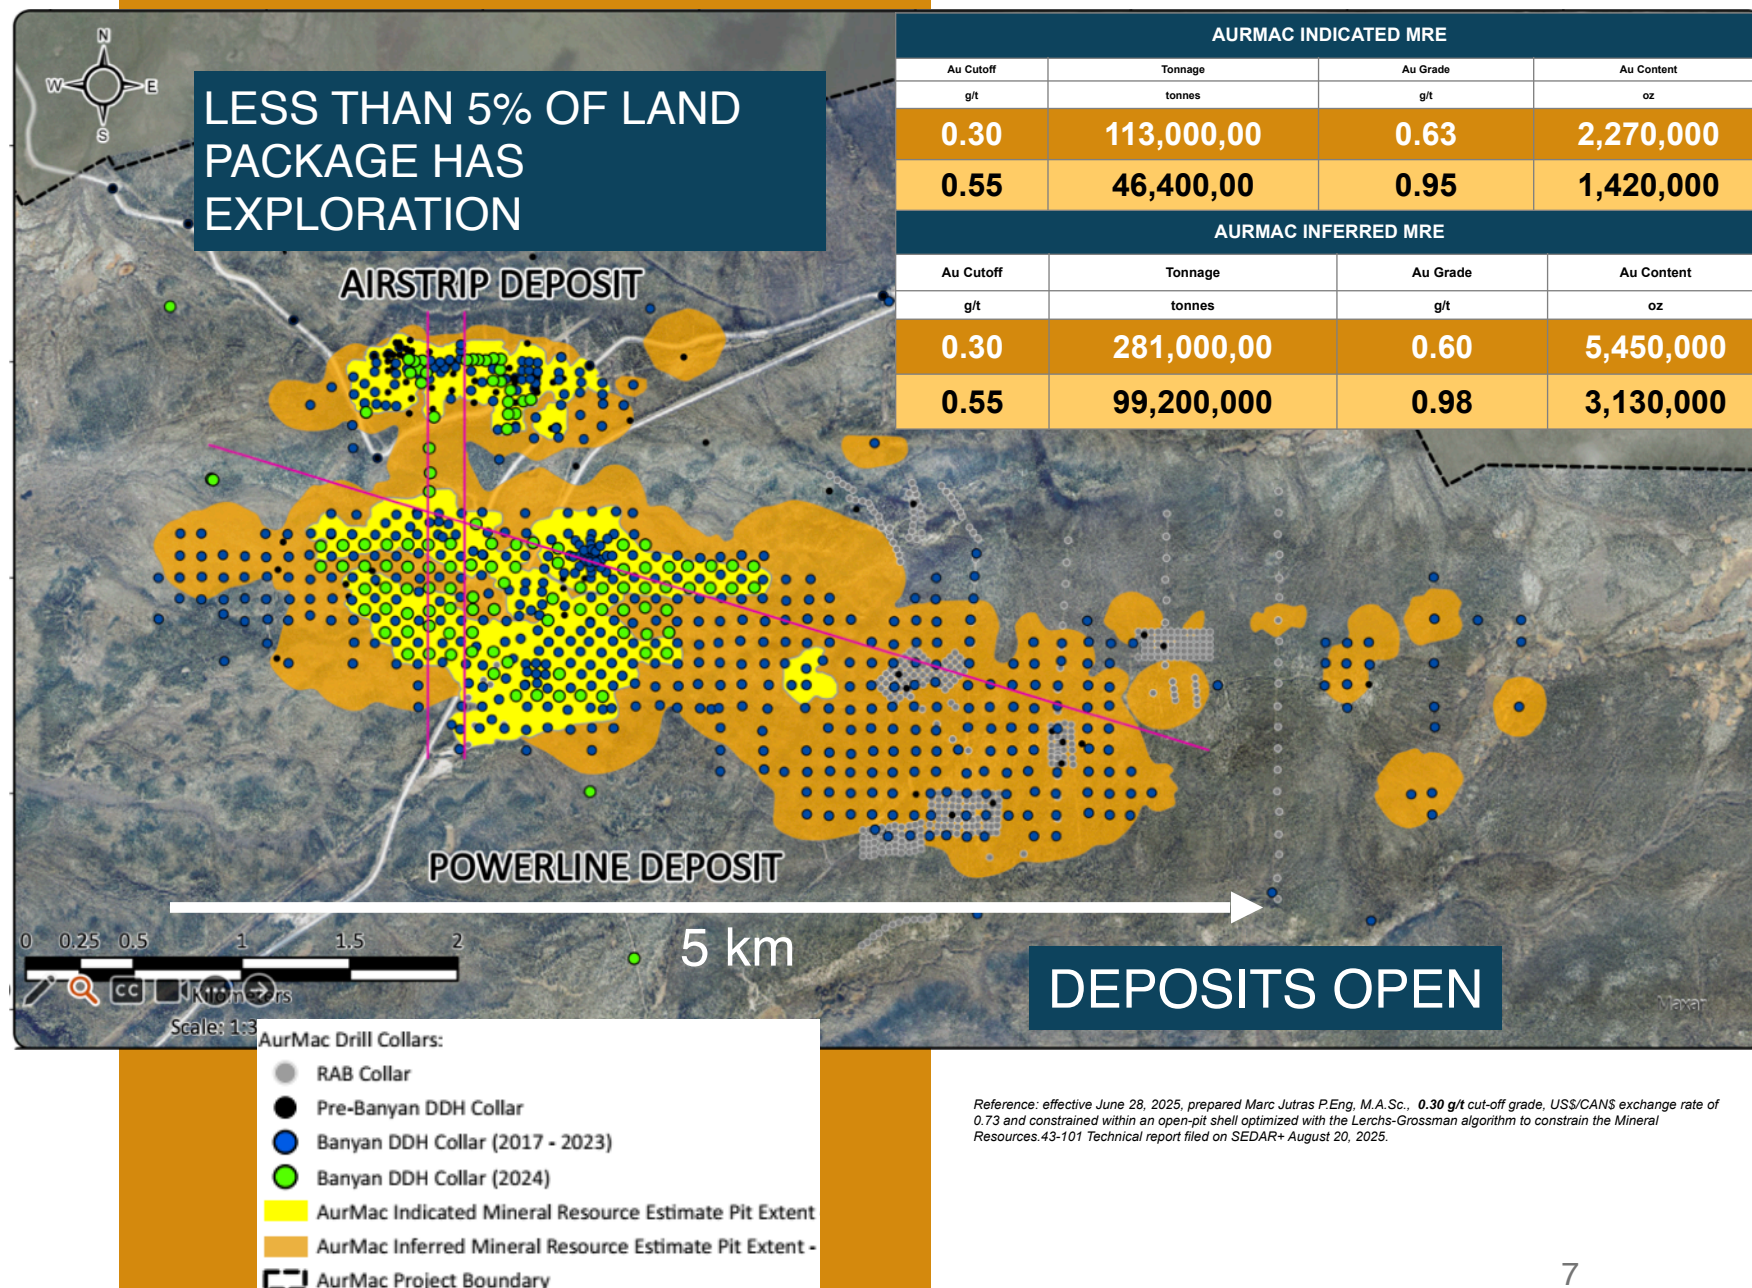 N
W E
S
LESS THAN 5% OF LAND
PACKAGE HAS
EXPLORATION
AURMAC INDICATED MRE
Au Cutoff Tonnage Au Grade Au Content
g/t tonnes g/t oz
0.30 113,000,00 0.63 2,270,000
0.55 46,400,00 0.95 1,420,000
AURMAC INFERRED MRE
Au Cutoff Tonnage Au Grade Au Content
g/t tonnes g/t oz
0.30 281,000,00 0.60 5,450,000
0.55 99,200,000 0.98 3,130,000
AIRSTRIP DEPOSIT
POWERLINE DEPOSIT
5 km
0 0.25 0.5 1 1.5 2
CC
Kilometers
Scale: 1:3
DEPOSITS OPEN
Maxar
AurMac Drill Collars:
RAB Collar
Pre-Banyan DDH Collar
Banyan DDH Collar (2017 - 2023)
Banyan DDH Collar (2024)
AurMac Indicated Mineral Resource Estimate Pit Extent
AurMac Inferred Mineral Resource Estimate Pit Extent -
AurMac Project Boundary
Reference: effective June 28, 2025, prepared Marc Jutras P.Eng, M.A.Sc., 0.30 g/t cut-off grade, US$/CAN$ exchange rate of
0.73 and constrained within an open-pit shell optimized with the Lerchs-Grossman algorithm to constrain the Mineral
Resources.43-101 Technical report filed on SEDAR+ August 20, 2025.
7